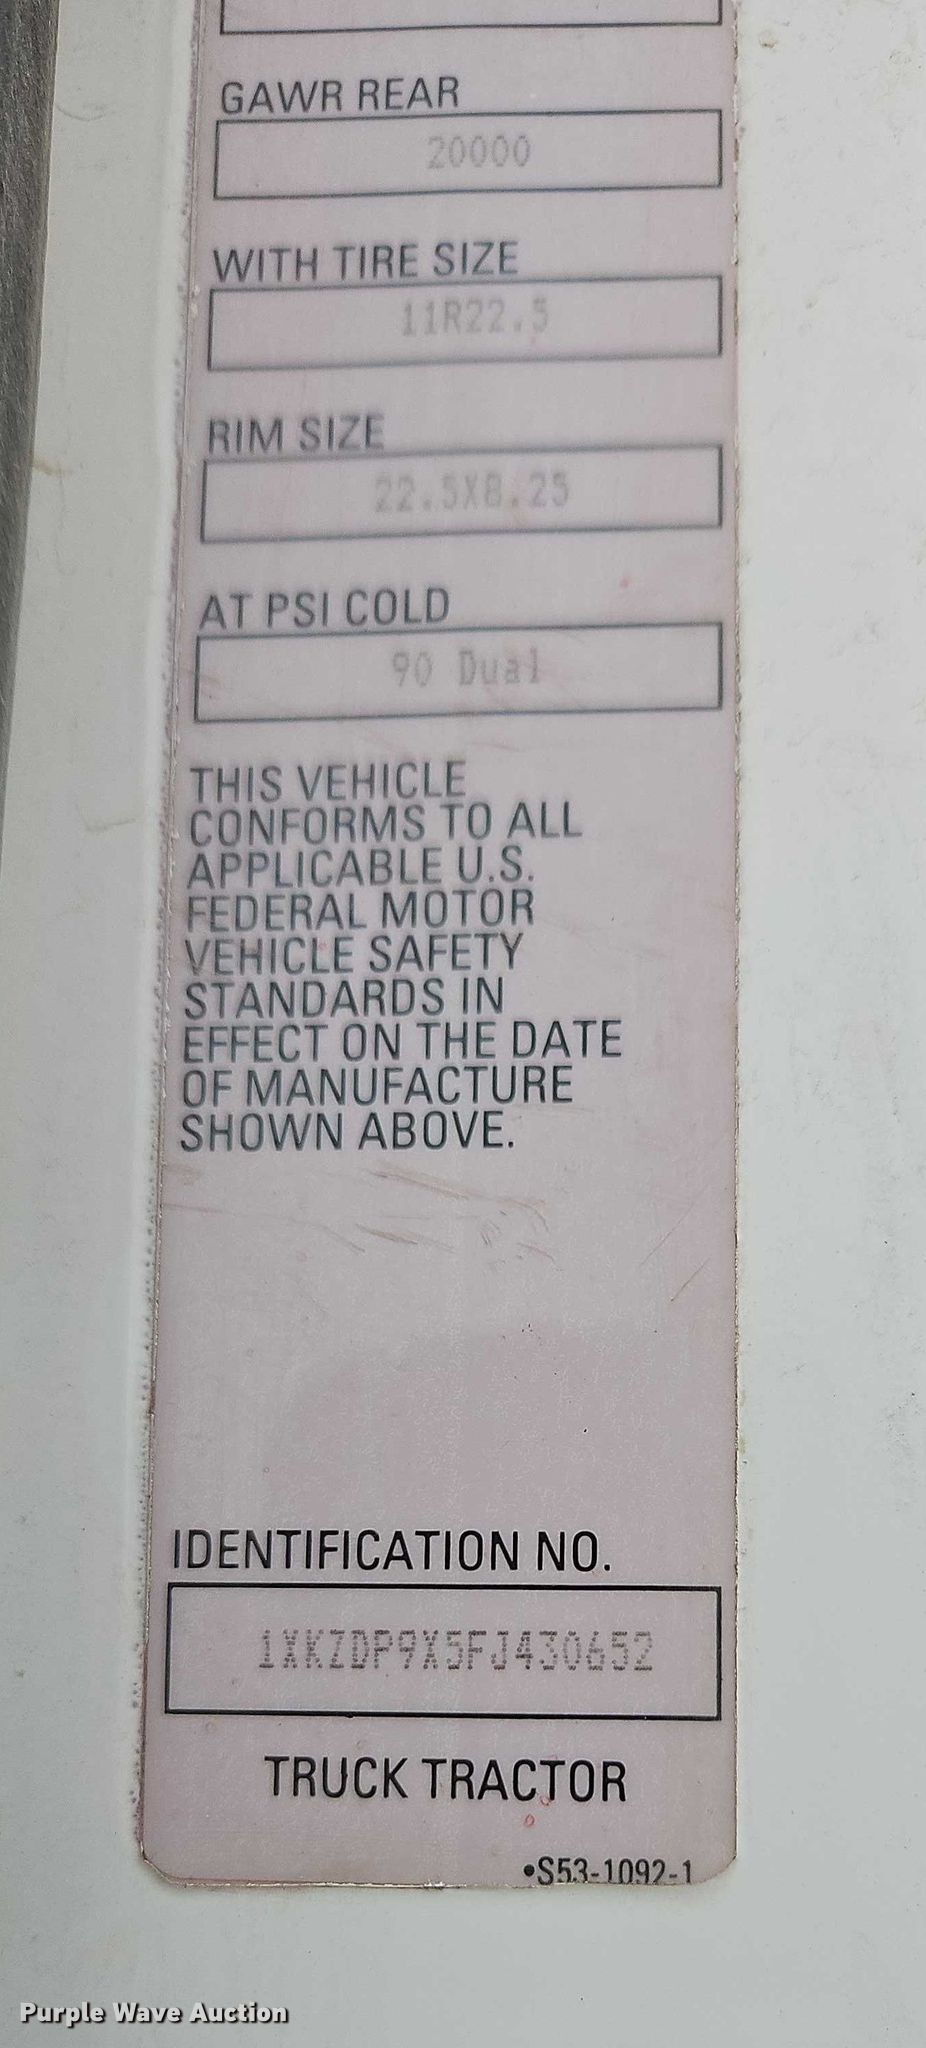 GAWR REAR
20000
WITH TIRE SIZE
11R22.5
RIM SIZE
22.5X8.25
AT PSI COLD
90 Dual
THIS VEHICLE
CONFORMS TO ALL
APPLICABLE U.S.
FEDERAL MOTOR
VEHICLE SAFETY
STANDARDS IN
EFFECT ON THE DATE
OF MANUFACTURE
SHOWN ABOVE.
IDENTIFICATION NO.
1XKZDP9X5FJ430652
TRUCK TRACTOR
•S53-1092-1
Purple Wave Auction